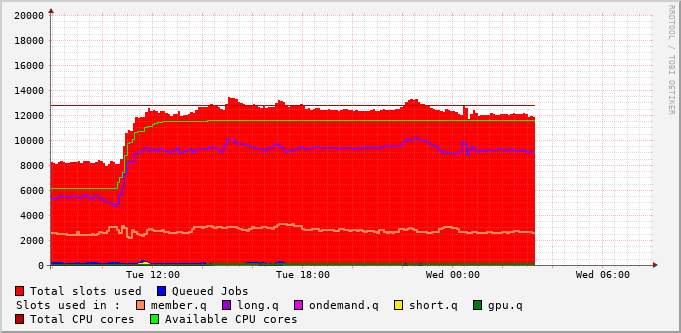 20000
18000
16000
14000
12000
10000
8000
6000
4000
2000
0
Tue 12:00 Tue 18:00 Wed 00:00 Wed 06:00
RRDTOOL / TOBI OETIKER
Total slots used Queued Jobs
Slots used in : member.q long.q ondemand.q short.q gpu.q
Total CPU cores Available CPU cores